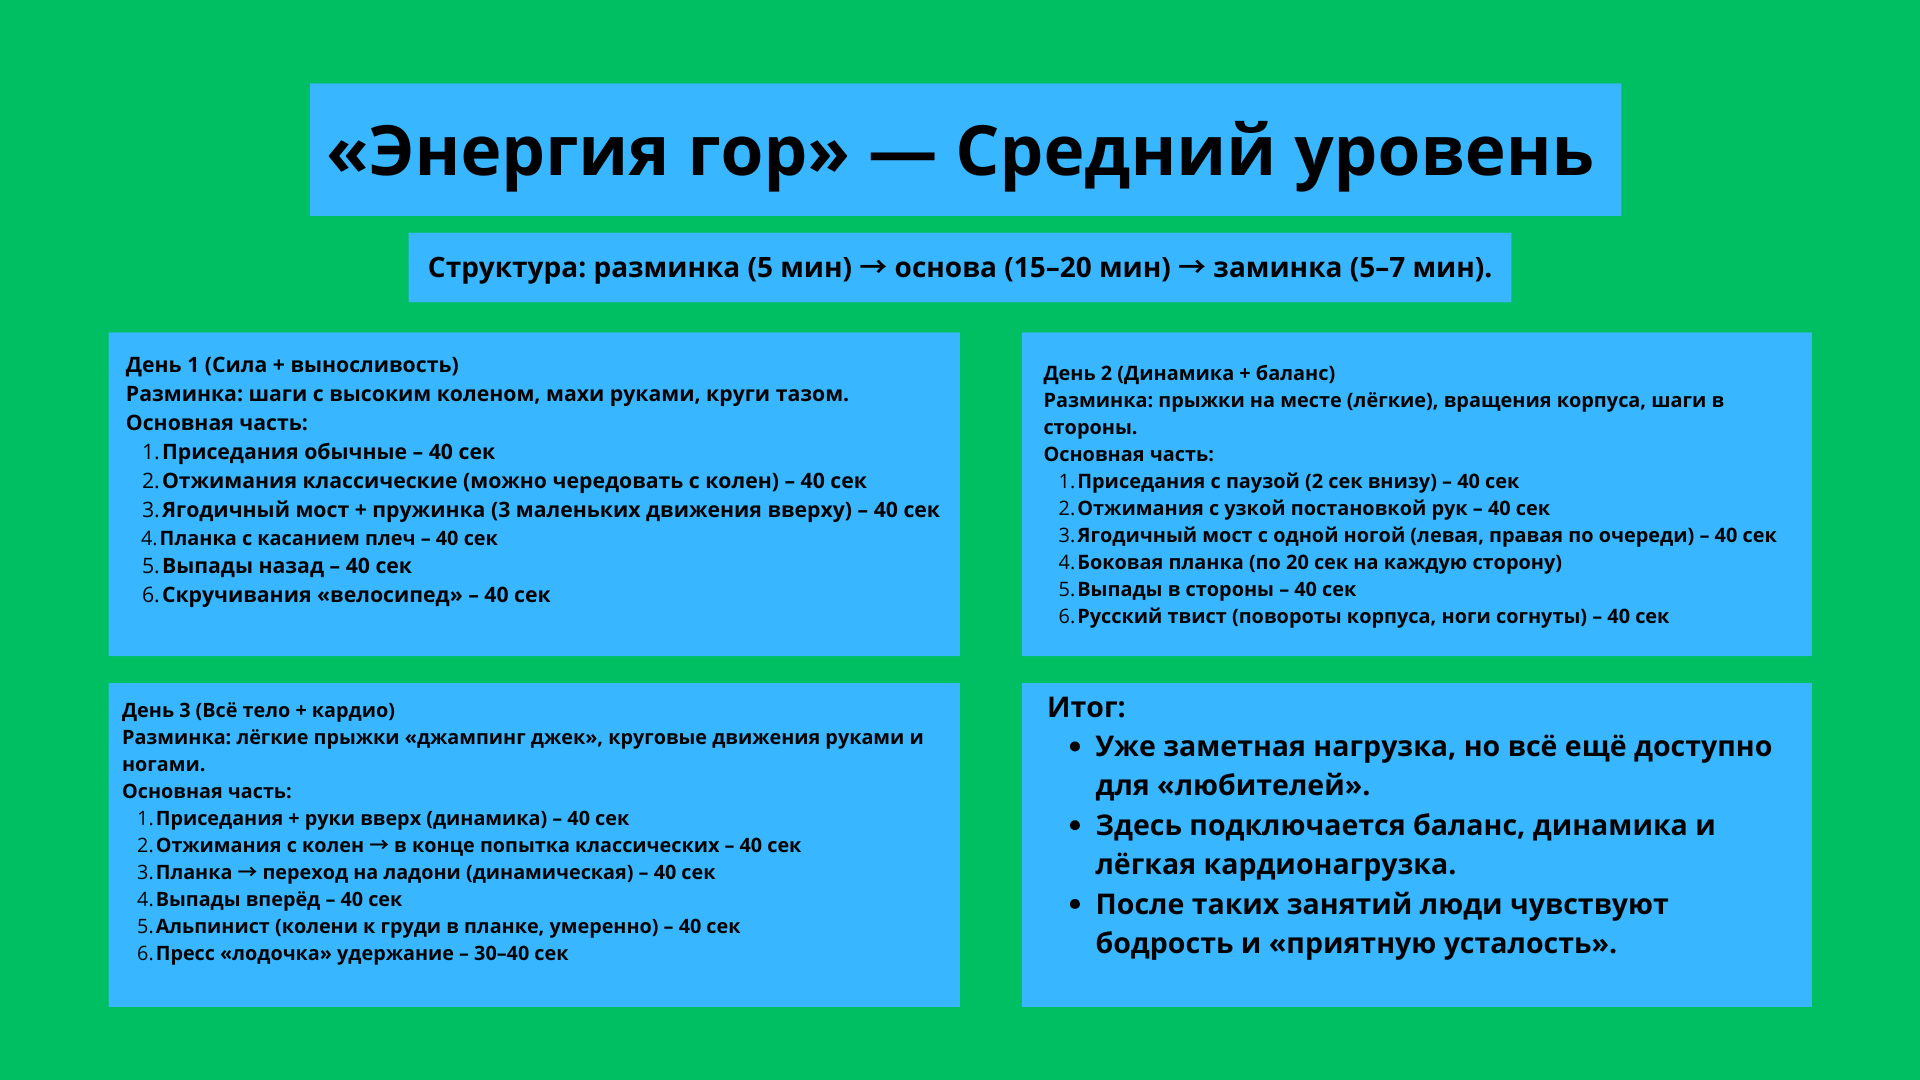 «Энергия гор» — Средний уровень
Структура: разминка (5 мин) → основа (15–20 мин) → заминка (5–7 мин).
День 1 (Сила + выносливость)
Разминка: шаги с высоким коленом, махи руками, круги тазом.
Основная часть:
1. Приседания обычные – 40 сек
2. Отжимания классические (можно чередовать с колен) – 40 сек
3. Ягодичный мост + пружинка (3 маленьких движения вверху) – 40 сек
4. Планка с касанием плеч – 40 сек
5. Выпады назад – 40 сек
6. Скручивания «велосипед» – 40 сек
День 2 (Динамика + баланс)
Разминка: прыжки на месте (лёгкие), вращения корпуса, шаги в
стороны.
Основная часть:
1. Приседания с паузой (2 сек внизу) – 40 сек
2. Отжимания с узкой постановкой рук – 40 сек
3. Ягодичный мост с одной ногой (левая, правая по очереди) – 40 сек
4. Боковая планка (по 20 сек на каждую сторону)
5. Выпады в стороны – 40 сек
6. Русский твист (повороты корпуса, ноги согнуты) – 40 сек
День 3 (Всё тело + кардио)
Разминка: лёгкие прыжки «джампинг джек», круговые движения руками и
ногами.
Основная часть:
1. Приседания + руки вверх (динамика) – 40 сек
2. Отжимания с колен → в конце попытка классических – 40 сек
3. Планка → переход на ладони (динамическая) – 40 сек
4. Выпады вперёд – 40 сек
5. Альпинист (колени к груди в планке, умеренно) – 40 сек
6. Пресс «лодочка» удержание – 30–40 сек
Итог:
• Уже заметная нагрузка, но всё ещё доступно
для «любителей».
• Здесь подключается баланс, динамика и
лёгкая кардионагрузка.
• После таких занятий люди чувствуют
бодрость и «приятную усталость».